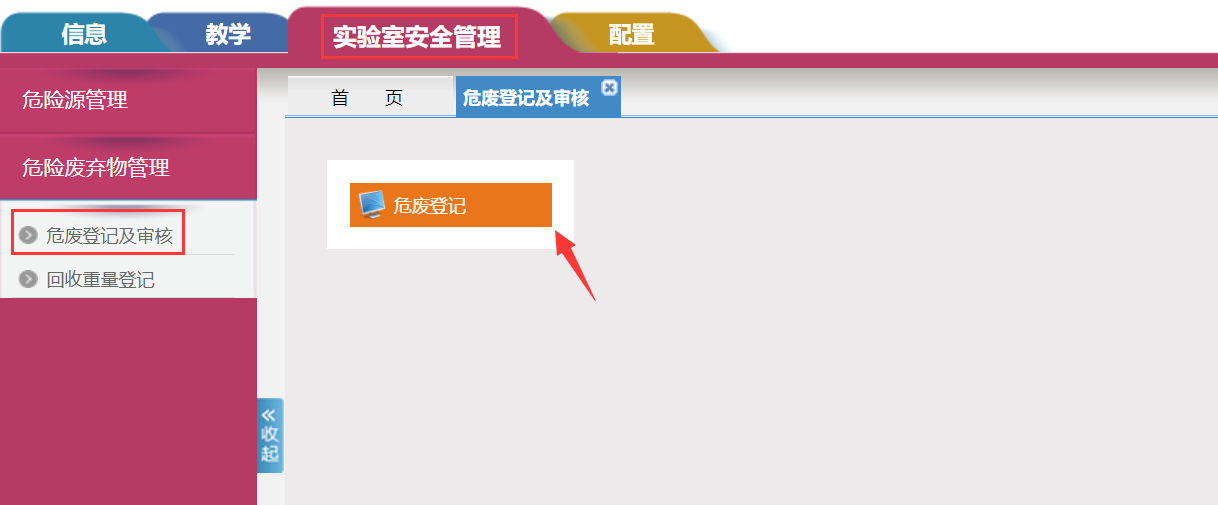 信息 教学 实验室安全管理 配置
危险源管理
首 页 危废登记及审核
危险废弃物管理
危废登记
危废登记及审核
回收重量登记
收起